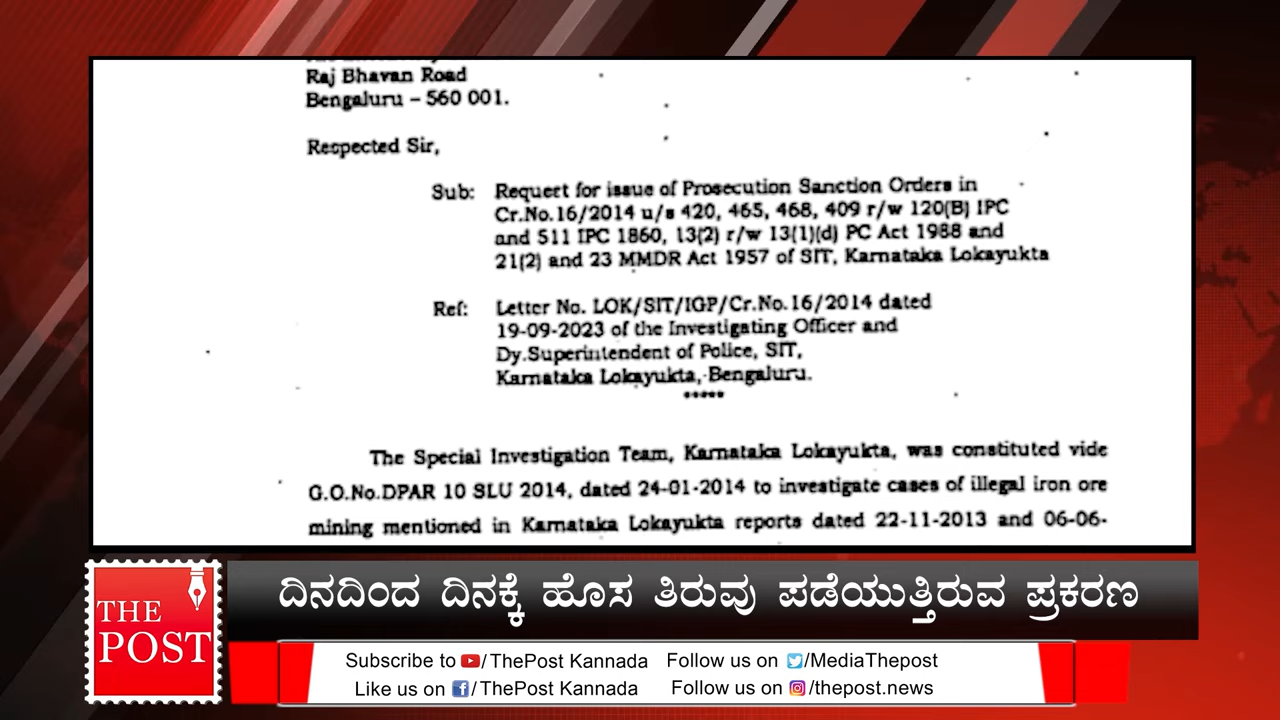 Raj Bhavan Road
Bengaluru – 560 001.
Respected Sir,
Sub: Request for issue of Prosecution Sanction Orders in
Cr.No.16/2014 u/s 420, 465, 468, 409 r/w 120(B) IPC
and 511 IPC 1860, 13(2) r/w 13(1)(d) PC Act 1988 and
21(2) and 23 MMDR Act 1957 of SIT, Karnataka Lokayukta
Ref: Letter No. LOK/SIT/IGP/Cr.No.16/2014 dated
19-09-2023 of the Investigating Officer and
Dy.Superintendent of Police, SIT,
Karnataka Lokayukta, Bengaluru.
*****
The Special Investigation Team, Karnataka Lokayukta, was constituted vide
G.O.No.DPAR 10 SLU 2014, dated 24-01-2014 to investigate cases of illegal iron ore
mining mentioned in Karnataka Lokayukta reports dated 22-11-2013 and 06-06-
THE
POST
ದಿನದಿಂದ ದಿನಕ್ಕೆ ಹೊಸ ತಿರುವು ಪಡೆಯುತ್ತಿರುವ ಪ್ರಕರಣ
Subscribe to /ThePost Kannada Follow us on /MediaThepost
Like us on /ThePost Kannada Follow us on /thepost.news